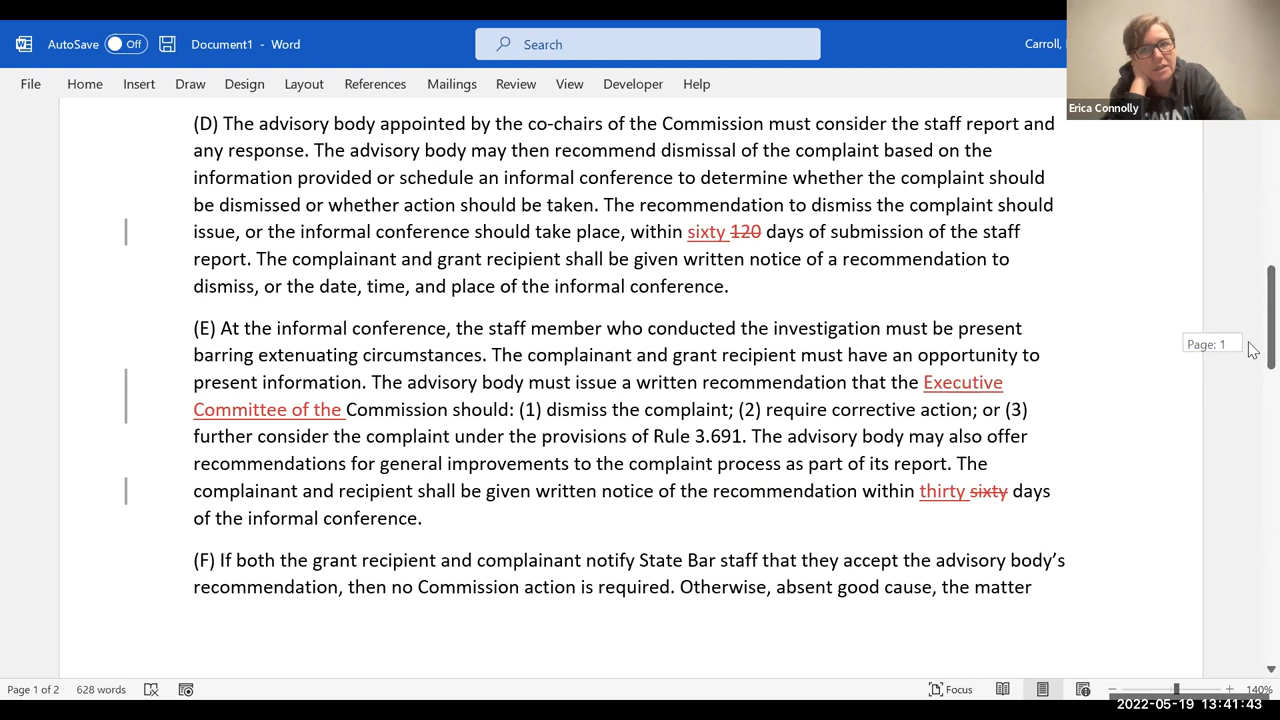 AutoSave Off Document1 - Word Search Carroll,
Erica Connolly
File Home Insert Draw Design Layout References Mailings Review View Developer Help
(D) The advisory body appointed by the co-chairs of the Commission must consider the staff report and
any response. The advisory body may then recommend dismissal of the complaint based on the
information provided or schedule an informal conference to determine whether the complaint should
be dismissed or whether action should be taken. The recommendation to dismiss the complaint should
issue, or the informal conference should take place, within sixty 120 days of submission of the staff
report. The complainant and grant recipient shall be given written notice of a recommendation to
dismiss, or the date, time, and place of the informal conference.
(E) At the informal conference, the staff member who conducted the investigation must be present
barring extenuating circumstances. The complainant and grant recipient must have an opportunity to
present information. The advisory body must issue a written recommendation that the Executive
Committee of the Commission should: (1) dismiss the complaint; (2) require corrective action; or (3)
further consider the complaint under the provisions of Rule 3.691. The advisory body may also offer
recommendations for general improvements to the complaint process as part of its report. The
complainant and recipient shall be given written notice of the recommendation within thirty sixty days
of the informal conference.
(F) If both the grant recipient and complainant notify State Bar staff that they accept the advisory body’s
recommendation, then no Commission action is required. Otherwise, absent good cause, the matter
Page: 1
Page 1 of 2 628 words Focus 140%
2022-05-19 13:41:43